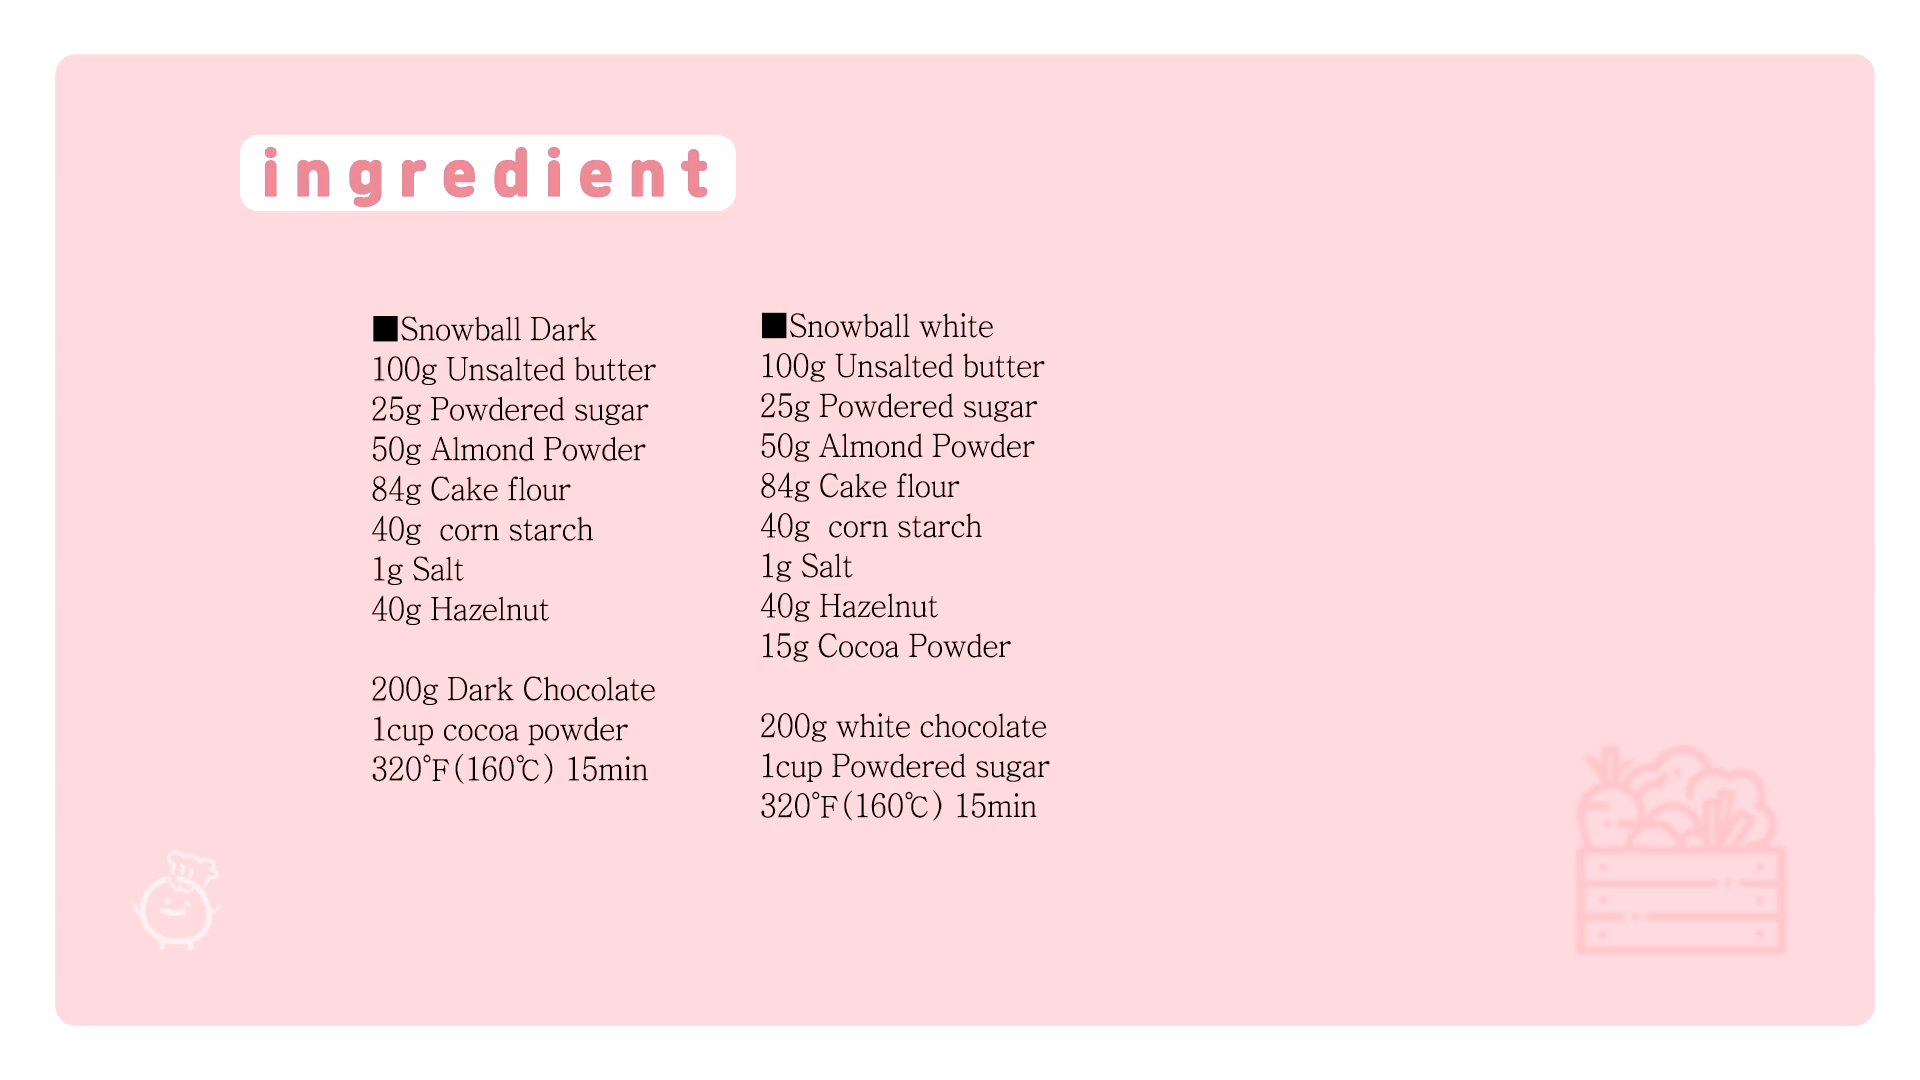 ingredient
■Snowball Dark
100g Unsalted butter
25g Powdered sugar
50g Almond Powder
84g Cake flour
40g  corn starch
1g Salt
40g Hazelnut
200g Dark Chocolate
1cup cocoa powder
320°F(160℃) 15min
■Snowball white
100g Unsalted butter
25g Powdered sugar
50g Almond Powder
84g Cake flour
40g  corn starch
1g Salt
40g Hazelnut
15g Cocoa Powder
200g white chocolate
1cup Powdered sugar
320°F(160℃) 15min